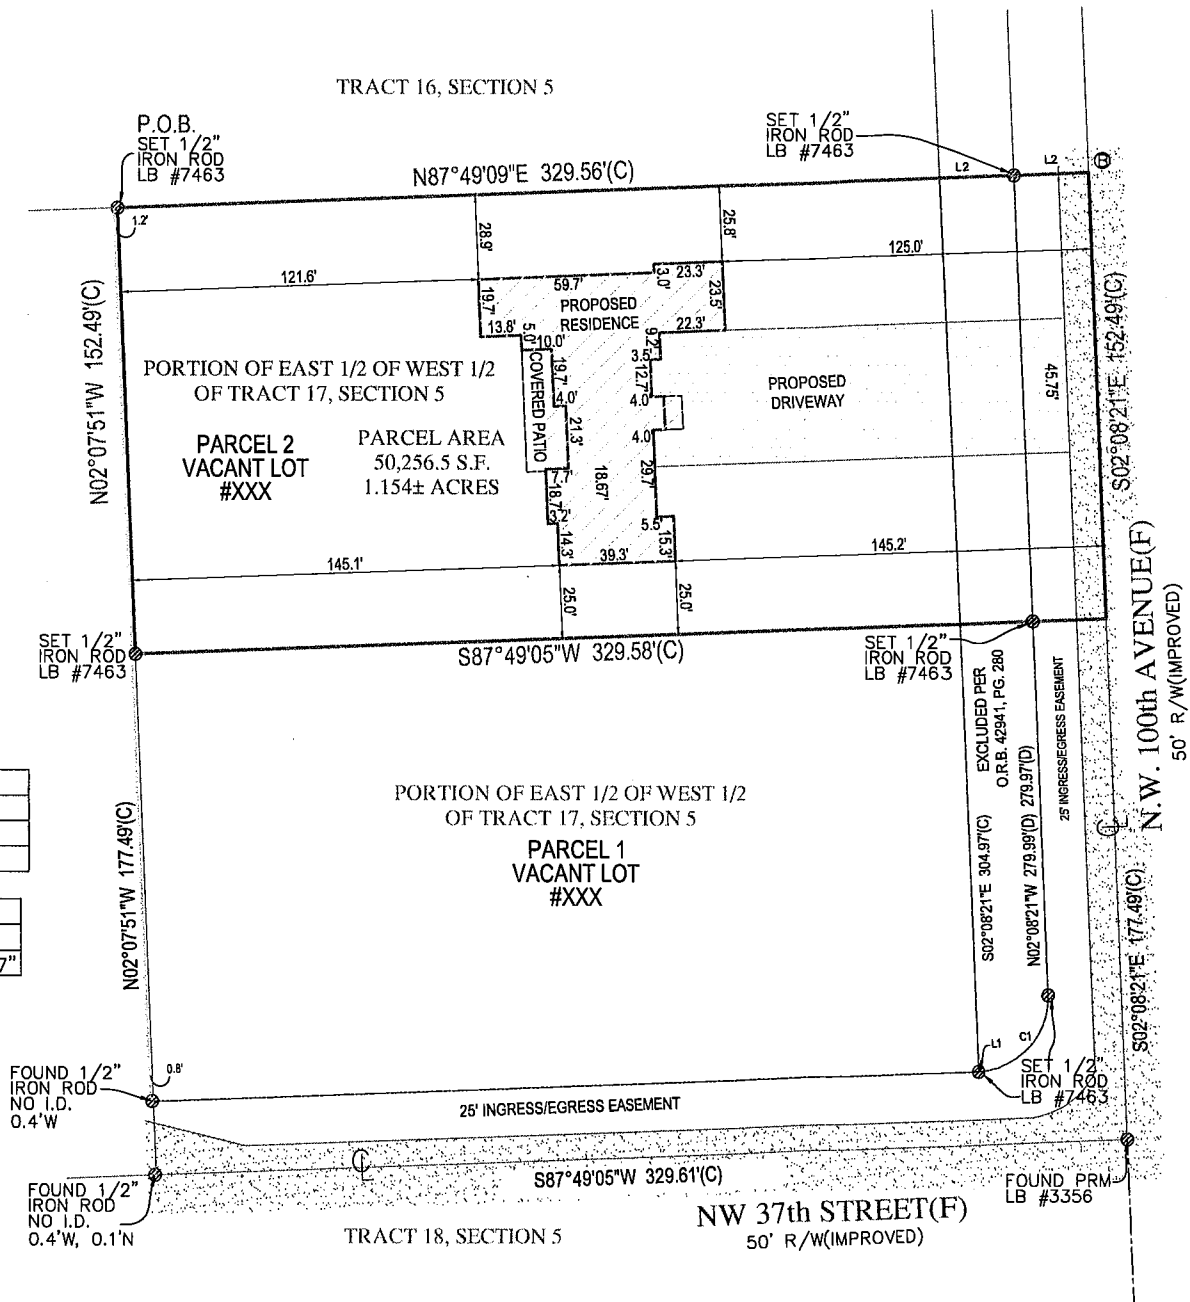 TRACT 16, SECTION 5
P.O.B.
SET 1/2"
IRON ROD
LB #7463
SET 1/2"
IRON ROD
LB #7463
N87°49'09"E 329.56'(C)
L2
L2
1.2'
28.9'
25.8'
125.0'
121.6'
59.7'
3.0'
23.3'
19.7'
23.5'
PROPOSED
RESIDENCE
13.8'
5.0'
10.0'
9.2'
22.3'
3.5'
COVERED PATIO
19.7'
12.7'
4.0'
4.0'
21.3'
4.0'
PROPOSED
DRIVEWAY
45.75'
N02°07'51"W 152.49'(C)
S02°08'21"E 152.49'(C)
PORTION OF EAST 1/2 OF WEST 1/2
OF TRACT 17, SECTION 5
PARCEL 2
VACANT LOT
#XXX
PARCEL AREA
50,256.5 S.F.
1.154± ACRES
7.7'
18.7'
18.67'
29.7'
3.2'
5.5'
14.3'
39.3'
15.3'
145.1'
145.2'
25.0'
25.0'
SET 1/2"
IRON ROD
LB #7463
S87°49'05"W 329.58'(C)
SET 1/2"
IRON ROD
LB #7463
EXCLUDED PER
O.R.B. 42941, PG. 280
25' INGRESS/EGRESS EASEMENT
N.W. 100th AVENUE(F)
50' R/W(IMPROVED)
PORTION OF EAST 1/2 OF WEST 1/2
OF TRACT 17, SECTION 5
PARCEL 1
VACANT LOT
#XXX
N02°07'51"W 177.49'(C)
S02°08'21"E 304.97'(C)
N02°08'21"W 279.99'(D) 279.97'(D)
S02°08'21"E 177.49'(C)
7"
L1
C1
0.8'
FOUND 1/2"
IRON ROD
NO I.D.
0.4'W
SET 1/2"
IRON ROD
LB #7463
25' INGRESS/EGRESS EASEMENT
S87°49'05"W 329.61'(C)
FOUND 1/2"
IRON ROD
NO I.D.
0.4'W, 0.1'N
FOUND PRM
LB #3356
NW 37th STREET(F)
50' R/W(IMPROVED)
TRACT 18, SECTION 5